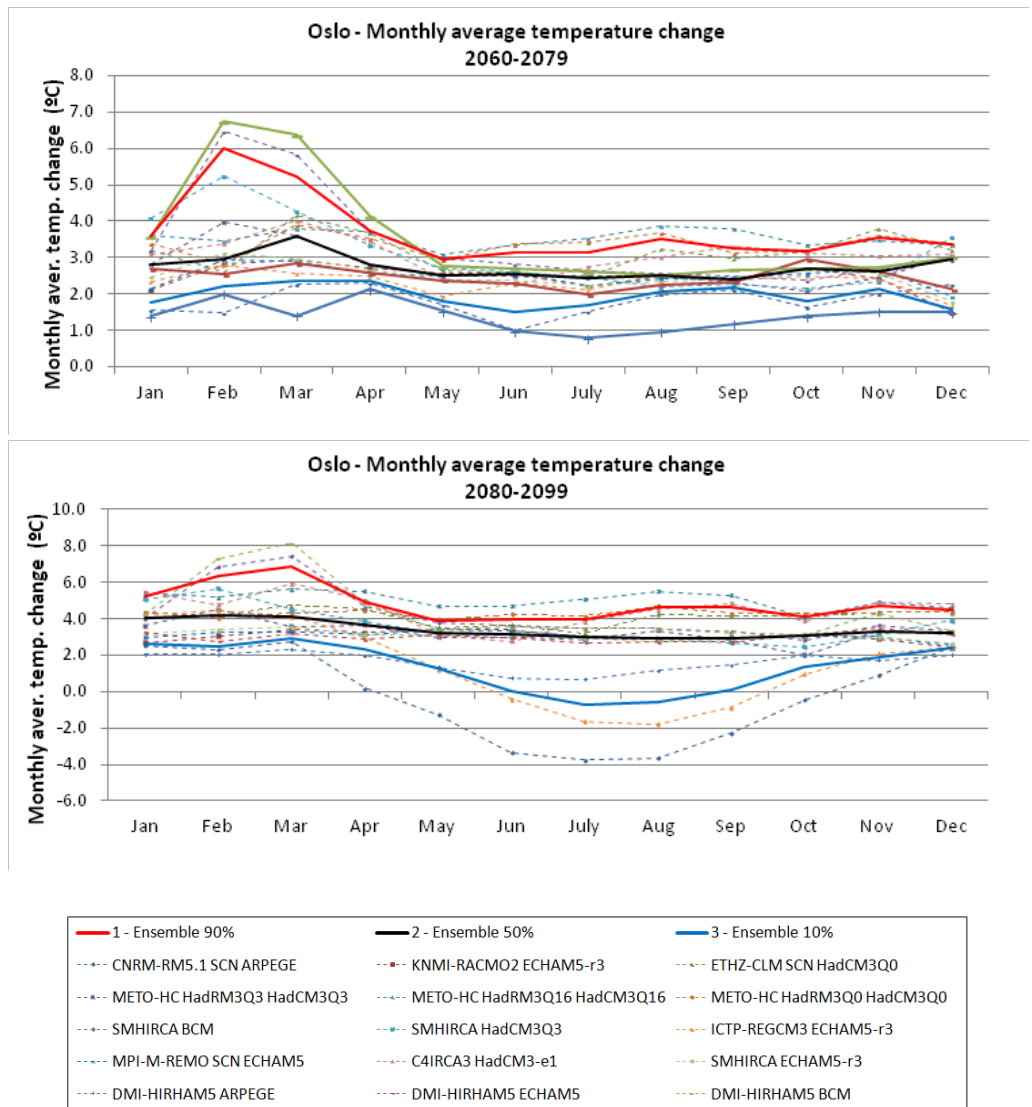 Oslo - Monthly average temperature change
2060-2079
Monthly aver. temp. change (ºC)
8.0
7.0
6.0
5.0
4.0
3.0
2.0
1.0
0.0
Jan Feb Mar Apr May Jun July Aug Sep Oct Nov Dec
Oslo - Monthly average temperature change
2080-2099
Monthly aver. temp. change (ºC)
10.0
8.0
6.0
4.0
2.0
0.0
-2.0
-4.0
-6.0
Jan Feb Mar Apr May Jun July Aug Sep Oct Nov Dec
1 - Ensemble 90% 2 - Ensemble 50% 3 - Ensemble 10%
CNRM-RM5.1 SCN ARPEGE KNMI-RACMO2 ECHAM5-r3 ETHZ-CLM SCN HadCM3Q0
METO-HC HadRM3Q3 HadCM3Q3 METO-HC HadRM3Q16 HadCM3Q16 METO-HC HadRM3Q0 HadCM3Q0
SMHIRCA BCM SMHIRCA HadCM3Q3 ICTP-REGCM3 ECHAM5-r3
MPI-M-REMO SCN ECHAM5 C4IRCA3 HadCM3-e1 SMHIRCA ECHAM5-r3
DMI-HIRHAM5 ARPEGE DMI-HIRHAM5 ECHAM5 DMI-HIRHAM5 BCM